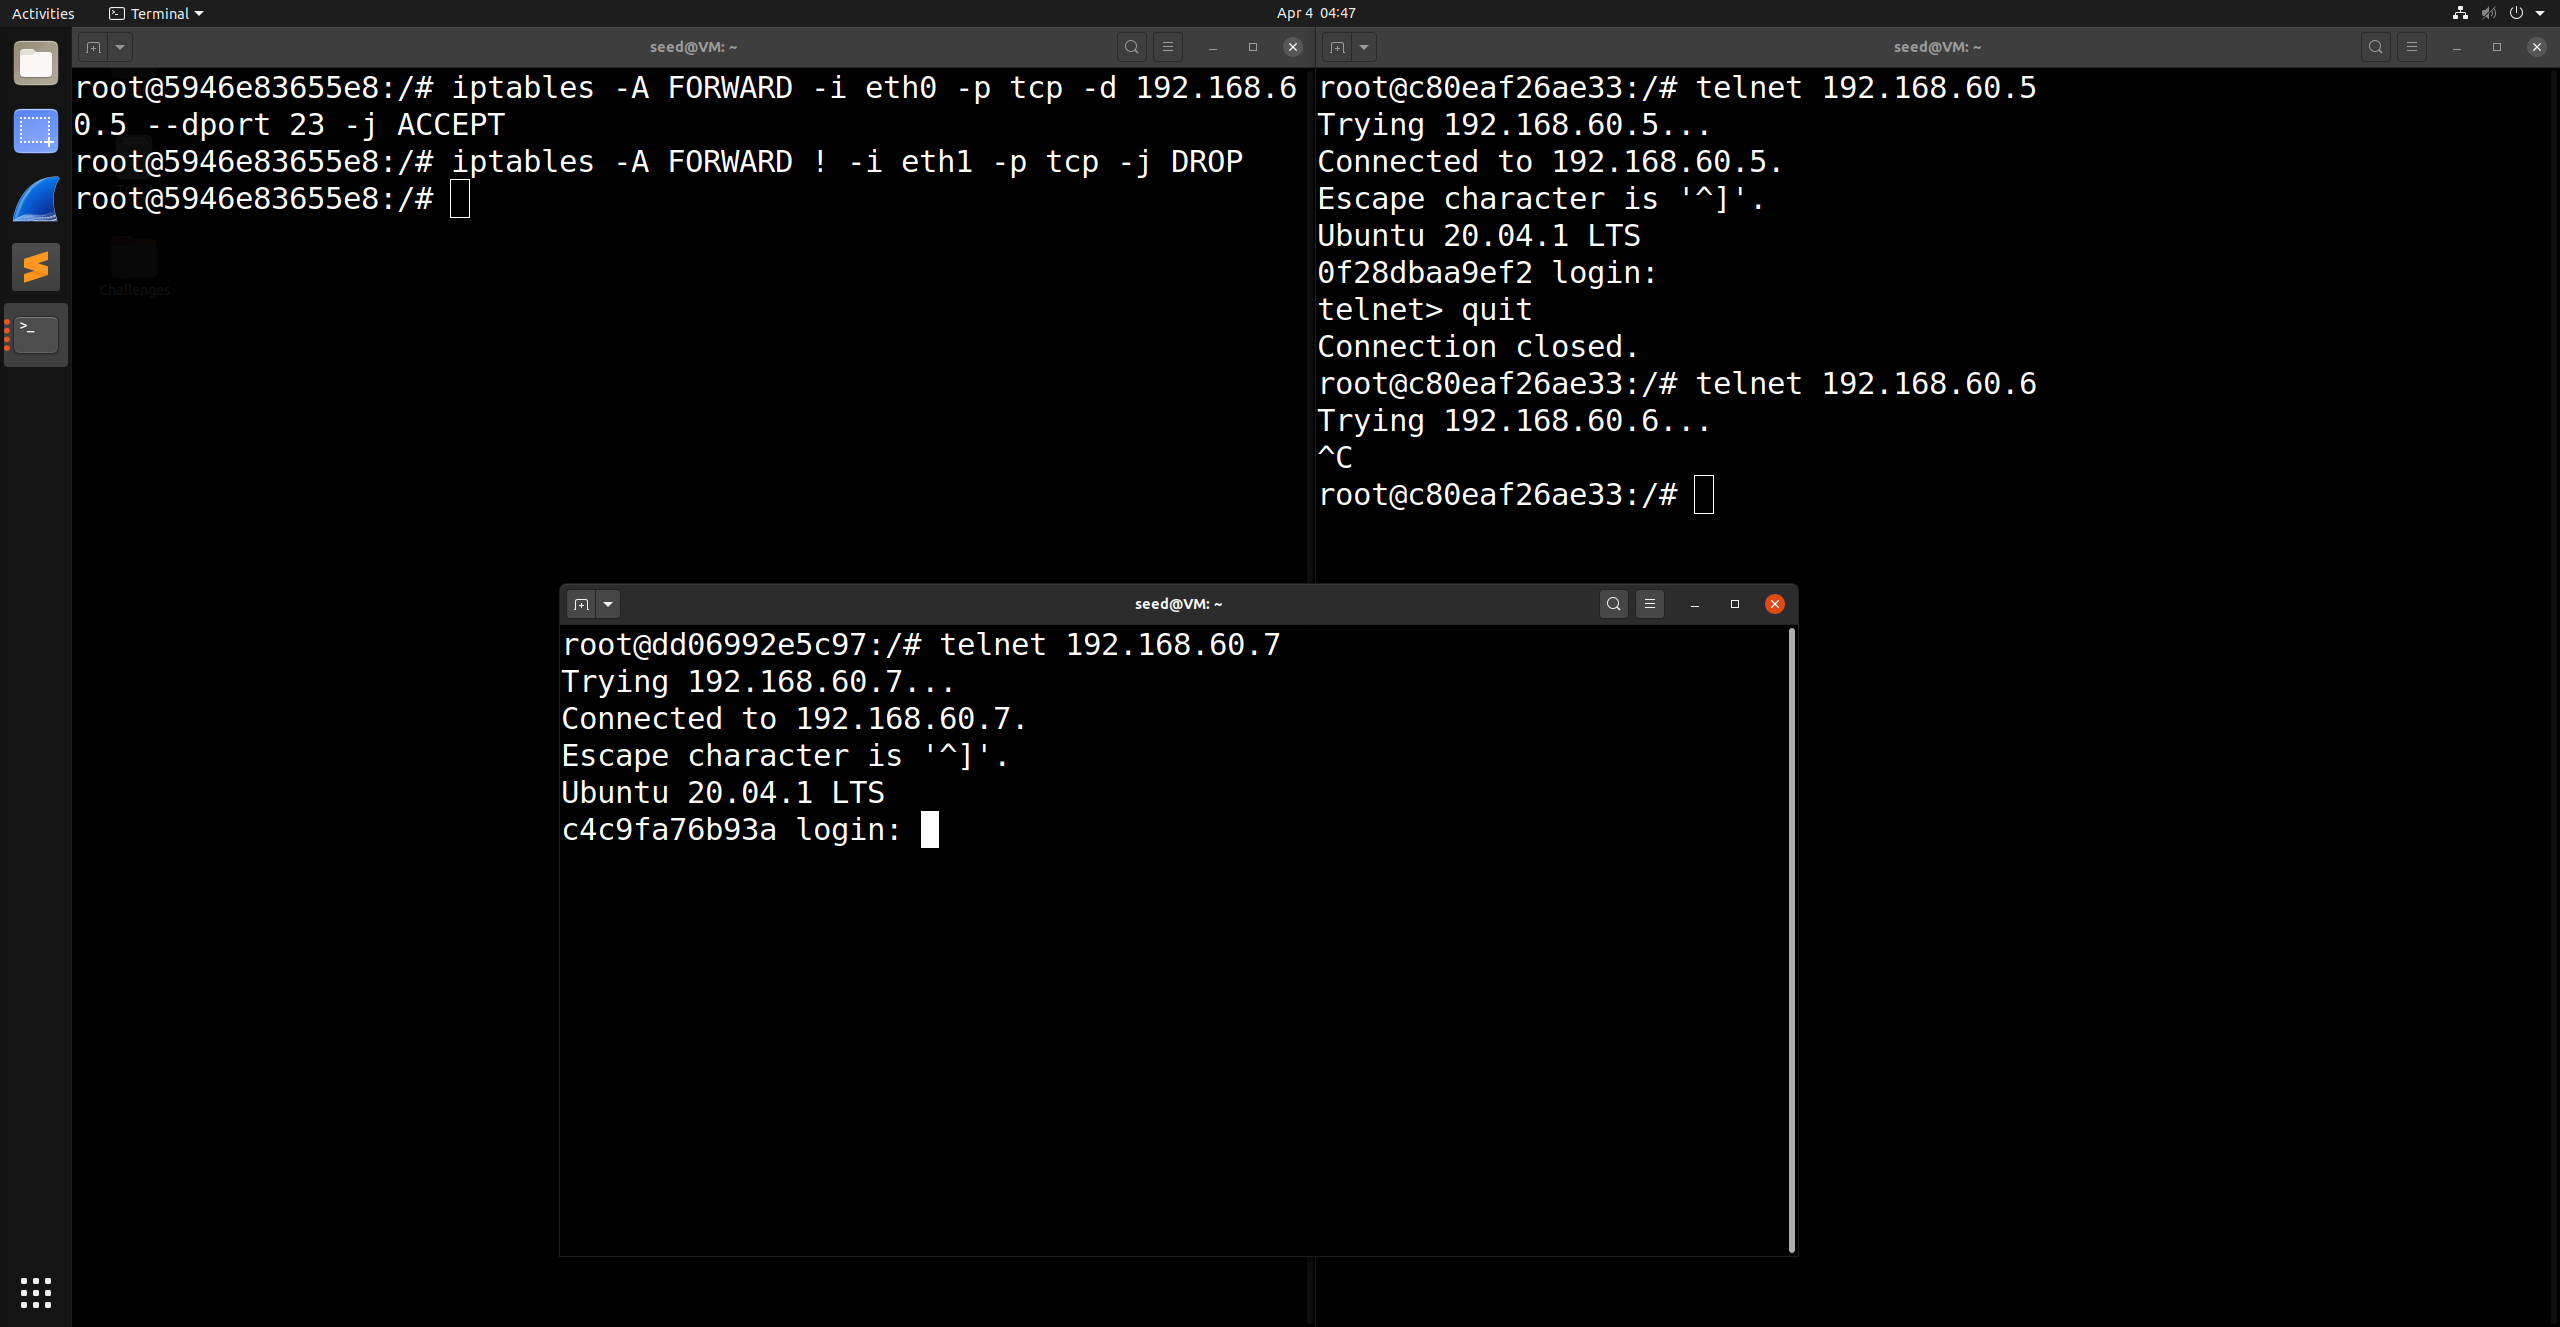 Activities
Terminal
Apr 4 04:47
seed@VM: ~
root@5946e83655e8:/# iptables -A FORWARD -i eth0 -p tcp -d 192.168.6
0.5 --dport 23 -j ACCEPT
root@5946e83655e8:/# iptables -A FORWARD ! -i eth1 -p tcp -j DROP
root@5946e83655e8:/#
Challenges
seed@VM: ~
root@c80eaf26ae33:/# telnet 192.168.60.5
Trying 192.168.60.5...
Connected to 192.168.60.5.
Escape character is '^]'.
Ubuntu 20.04.1 LTS
0f28dbaa9ef2 login:
telnet> quit
Connection closed.
root@c80eaf26ae33:/# telnet 192.168.60.6
Trying 192.168.60.6...
^C
root@c80eaf26ae33:/#
seed@VM: ~
root@dd06992e5c97:/# telnet 192.168.60.7
Trying 192.168.60.7...
Connected to 192.168.60.7.
Escape character is '^]'.
Ubuntu 20.04.1 LTS
c4c9fa76b93a login: